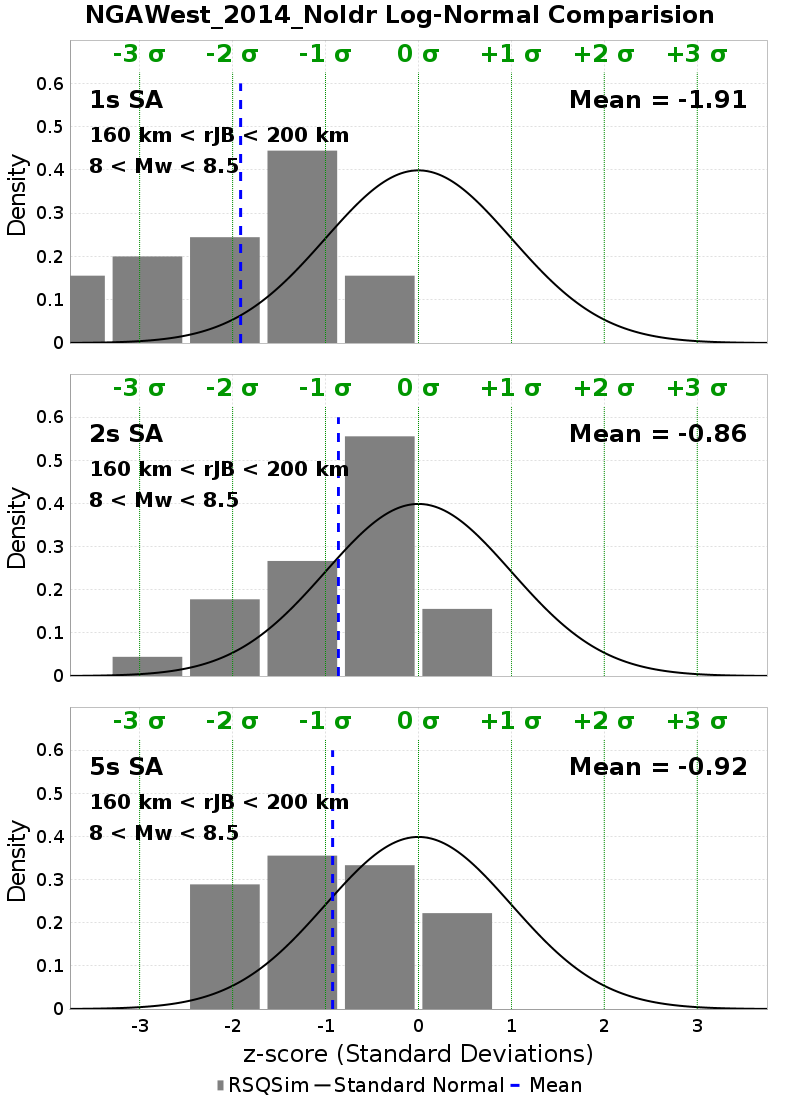 NGAWest_2014_NoIdr Log-Normal Comparision
-3 σ -2 σ -1 σ 0 σ +1 σ +2 σ +3 σ
1s SA Mean = -1.91
160 km < rJB < 200 km
8 < Mw < 8.5
0.6
0.5
0.4
0.3
0.2
0.1
0
Density
-3 σ -2 σ -1 σ 0 σ +1 σ +2 σ +3 σ
2s SA Mean = -0.86
160 km < rJB < 200 km
8 < Mw < 8.5
0.6
0.5
0.4
0.3
0.2
0.1
0
Density
-3 σ -2 σ -1 σ 0 σ +1 σ +2 σ +3 σ
5s SA Mean = -0.92
160 km < rJB < 200 km
8 < Mw < 8.5
0.6
0.5
0.4
0.3
0.2
0.1
0
Density
-3 -2 -1 0 1 2 3
z-score (Standard Deviations)
RSQSim Standard Normal Mean